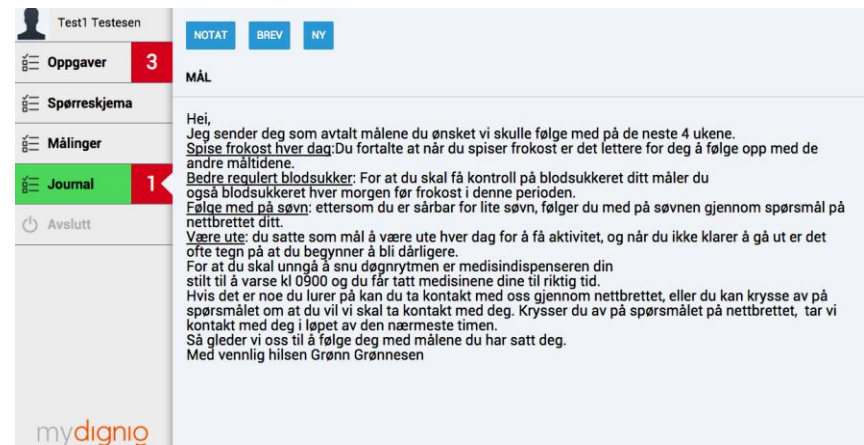 Test1 Testesen
Oppgaver 3
Spørreskjema
Målinger
Journal 1
Avslutt
mydignio
NOTAT BREV NY
MÅL
Hei,
Jeg sender deg som avtalt målene du ønsket vi skulle følge med på de neste 4 ukene.
Spise frokost hver dag:Du fortalte at når du spiser frokost er det lettere for deg å følge opp med de
andre måltidene.
Bedre regulert blodsukker: For at du skal få kontroll på blodsukkeret ditt måler du
også blodsukkeret hver morgen før frokost i denne perioden.
Følge med på søvn: ettersom du er sårbar for lite søvn, følger du med på søvnen gjennom spørsmål på
nettbrettet ditt.
Være ute: du satte som mål å være ute hver dag for å få aktivitet, og når du ikke klarer å gå ut er det
ofte tegn på at du begynner å bli dårligere.
For at du skal unngå å snu døgnrytmen er medisindispenseren din
stilt til å varse kl 0900 og du får tatt medisinene dine til riktig tid.
Hvis det er noe du lurer på kan du ta kontakt med oss gjennom nettbrettet, eller du kan krysse av på
spørsmålet om at du vil vi skal ta kontakt med deg. Krysser du av på spørsmålet på nettbrettet, tar vi
kontakt med deg i løpet av den nærmeste timen.
Så gleder vi oss til å følge deg med målene du har satt deg.
Med vennlig hilsen Grønn Grønnesen